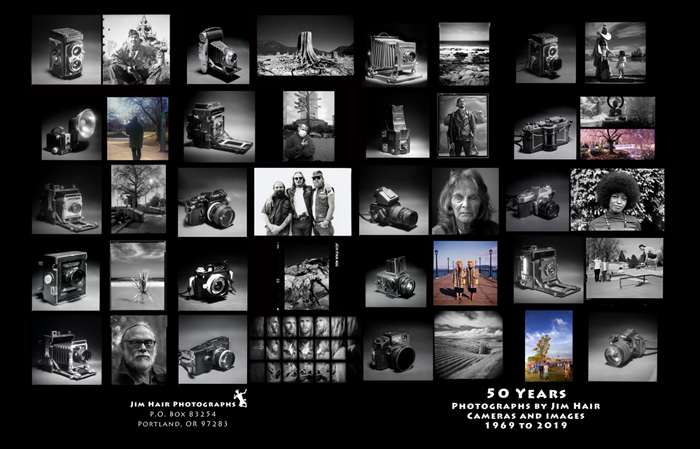 Jim Hair Photographs
P.O. Box 83254
Portland, OR 97283
50 Years
Photographs by Jim Hair
Cameras and images
1969 to 2019